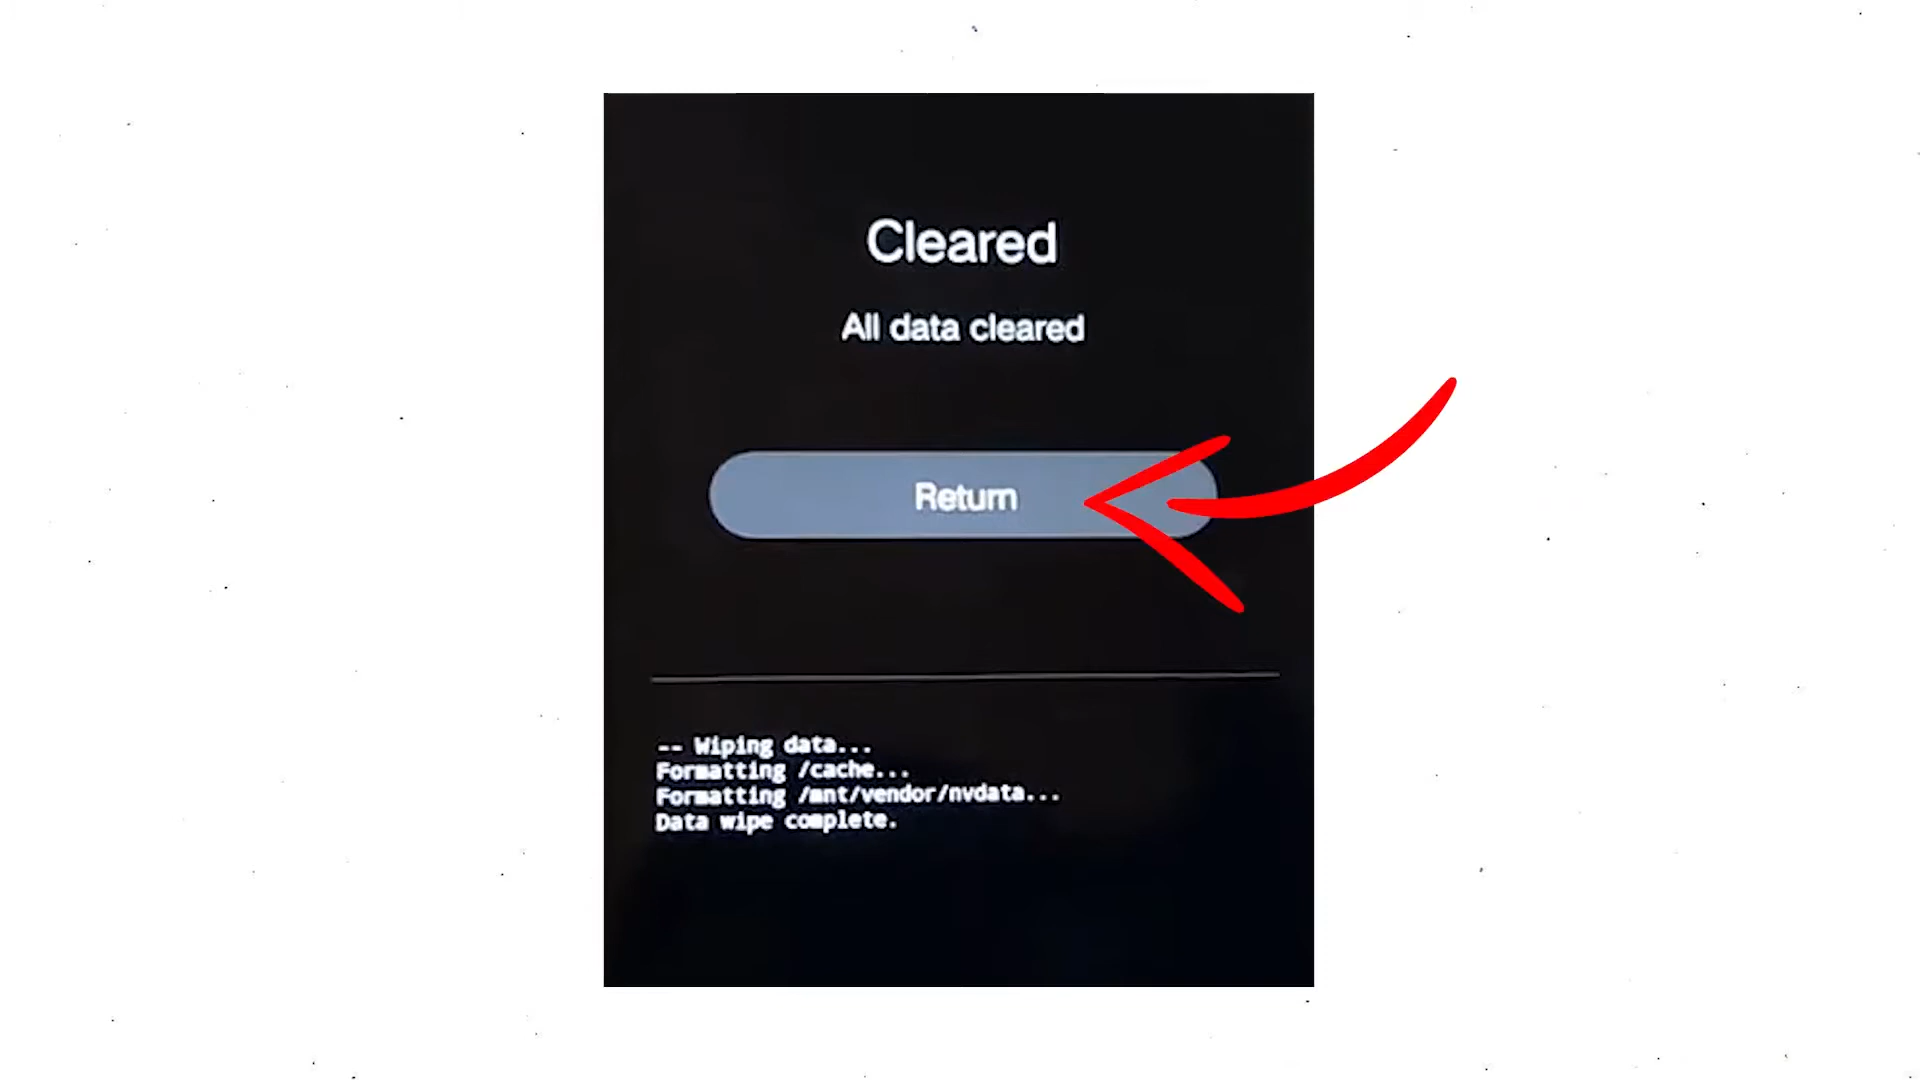 Cleared
All data cleared
Return
-- Wiping data...
Formatting /cache...
Formatting /mnt/vendor/nvdata...
Data wipe complete.